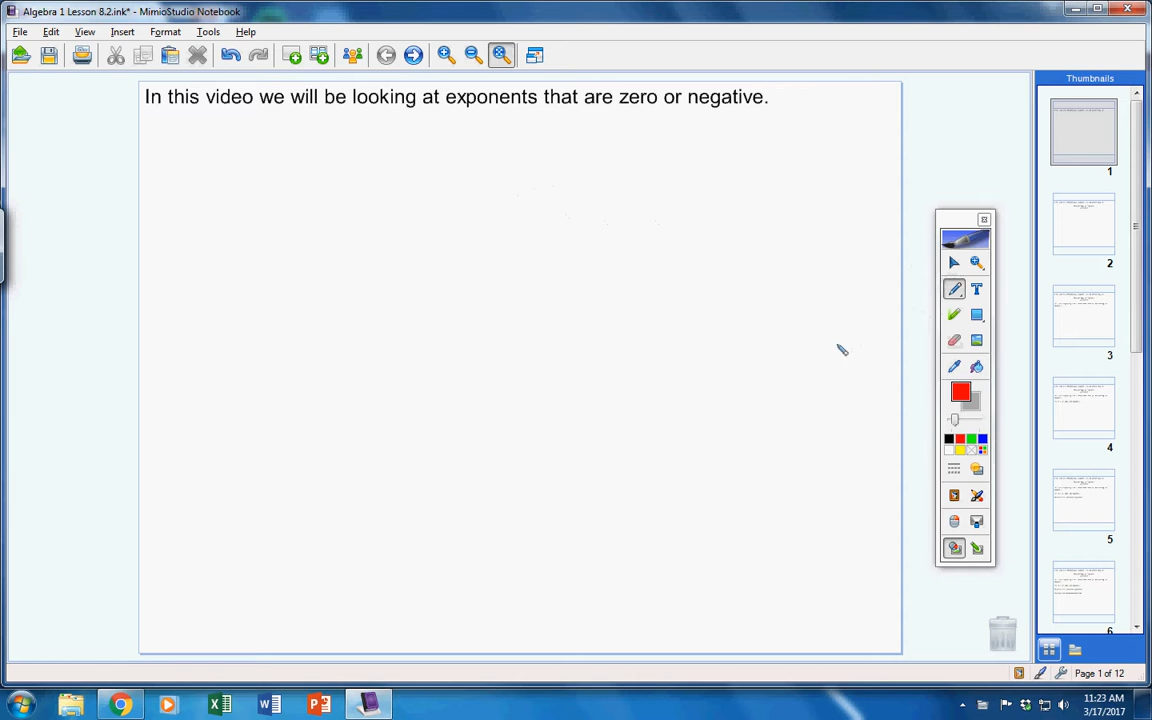 Algebra 1 Lesson 8.2.ink* - MimioStudio Notebook
File Edit View Insert Format Tools Help
In this video we will be looking at exponents that are zero or negative.
Thumbnails
1
2
3
4
5
6
T
Page 1 of 12
11:23 AM
3/17/2017